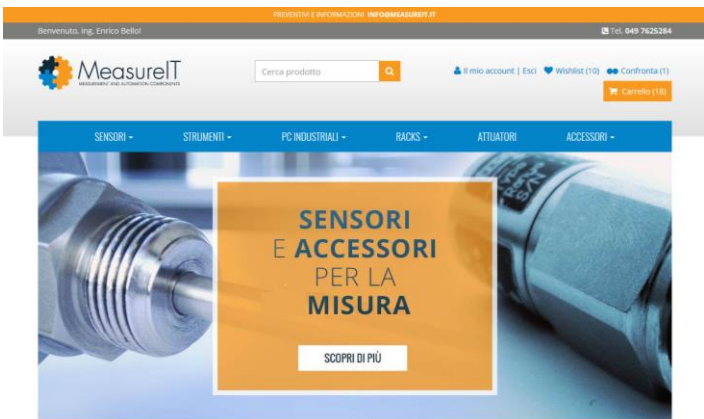 PREVENTIVI E INFORMAZIONI INFO@MEASUREIT.IT
Benvenuto, ing. Enrico Bello!
Tel. 049 7625284
MeasureIT
MEASUREMENT AND AUTOMATION COMPONENTS
Cerca prodotto
Il mio account | Esci Wishlist (10) Confronta (1)
Carrello (18)
SENSORI STRUMENTI PC INDUSTRIALI RACKS ATTUATORI ACCESSORI
SENSORI
E ACCESSORI
PER LA
MISURA
SCOPRI DI PIÙ